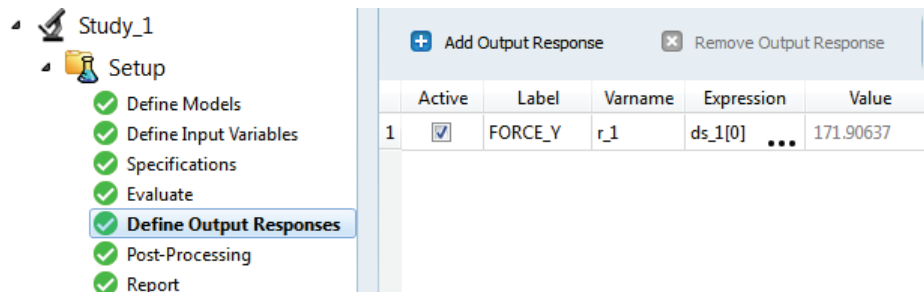 Study_1
Setup
Define Models
Define Input Variables
Specifications
Evaluate
Define Output Responses
Post-Processing
Report
Add Output Response Remove Output Response
Active Label Varname Expression Value
1 FORCE_Y r_1 ds_1[0] ... 171.90637